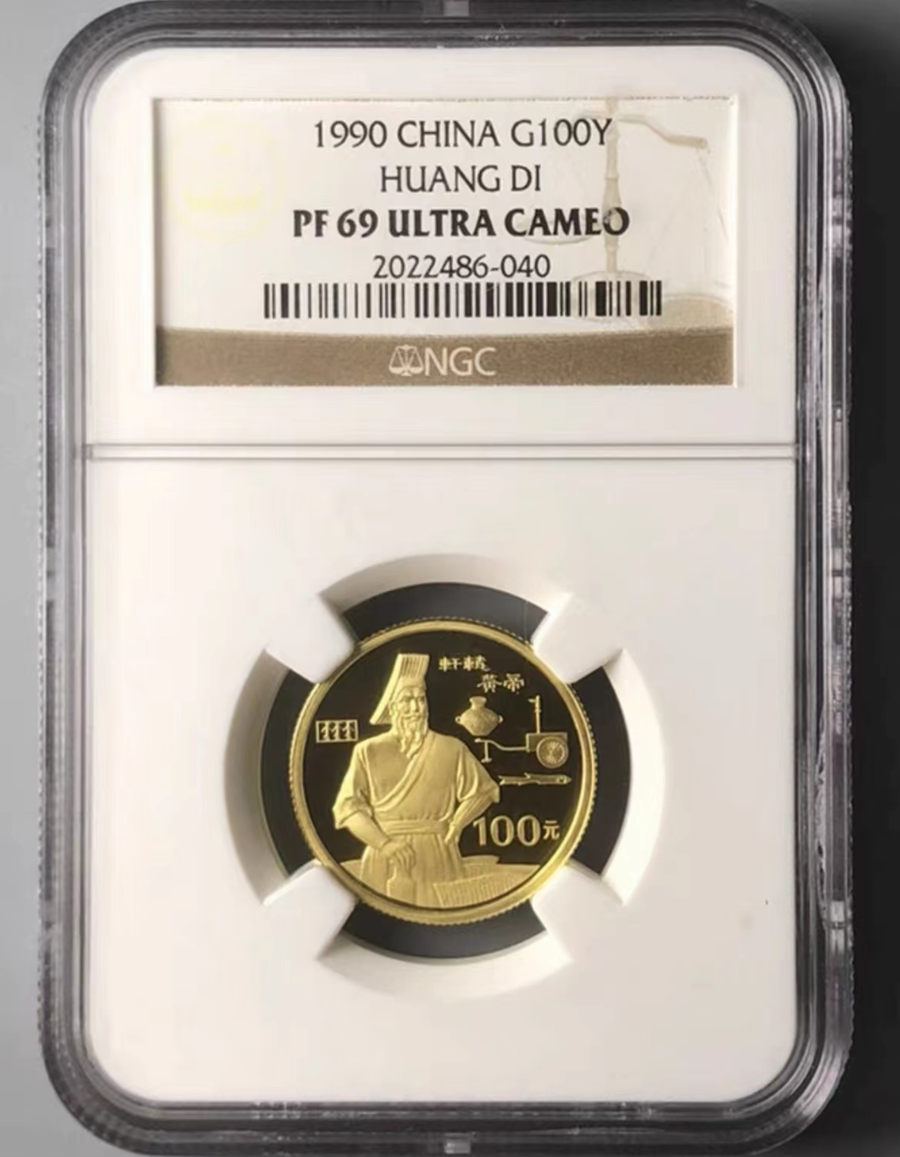 1990 CHINA G100Y
HUANG DI
PF 69 ULTRA CAMEO
2022486-040
NGC
軒轅
黃帝
100元